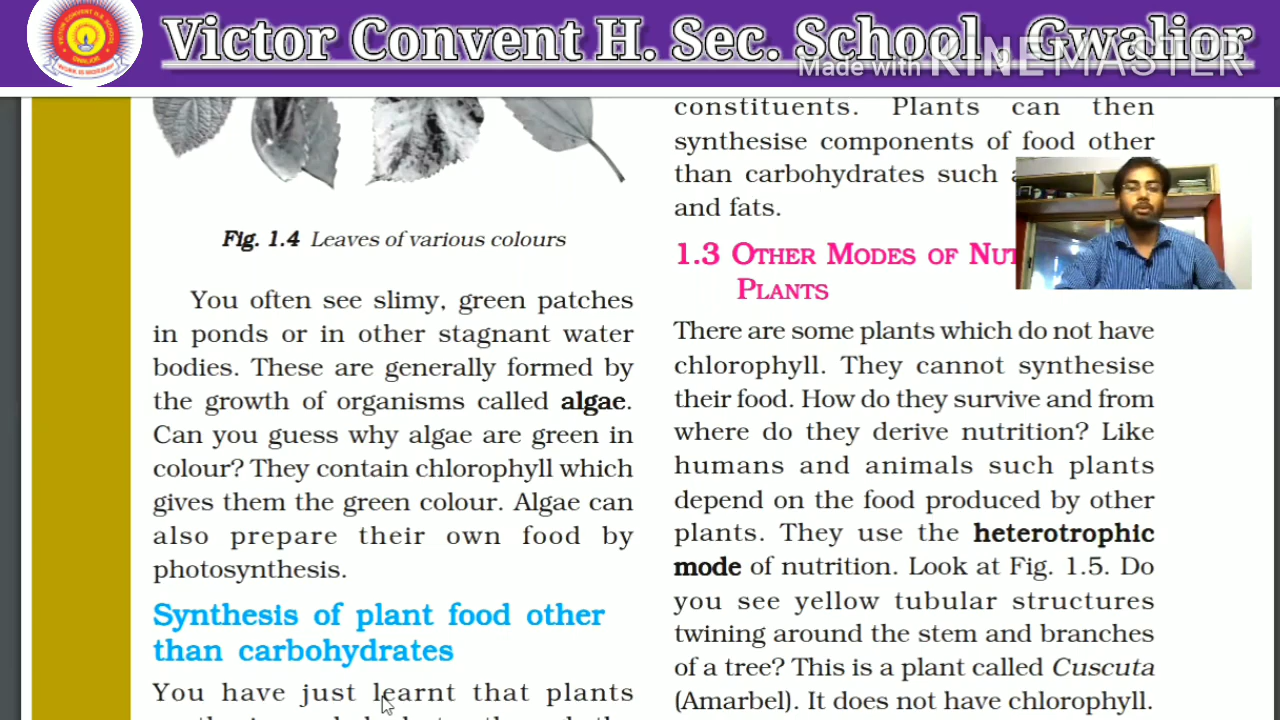 Victor Convent H. Sec. School, Gwalior
Made with KINEMASTER
Fig. 1.4 Leaves of various colours
You often see slimy, green patches
in ponds or in other stagnant water
bodies. These are generally formed by
the growth of organisms called algae.
Can you guess why algae are green in
colour? They contain chlorophyll which
gives them the green colour. Algae can
also prepare their own food by
photosynthesis.
Synthesis of plant food other
than carbohydrates
You have just learnt that plants
constituents. Plants can then
synthesise components of food other
than carbohydrates such
and fats.
1.3 OTHER MODES OF
PLANTS
There are some plants which do not have
chlorophyll. They cannot synthesise
their food. How do they survive and from
where do they derive nutrition? Like
humans and animals such plants
depend on the food produced by other
plants. They use the heterotrophic
mode of nutrition. Look at Fig. 1.5. Do
you see yellow tubular structures
twining around the stem and branches
of a tree? This is a plant called Cuscuta
(Amarbel). It does not have chlorophyll.